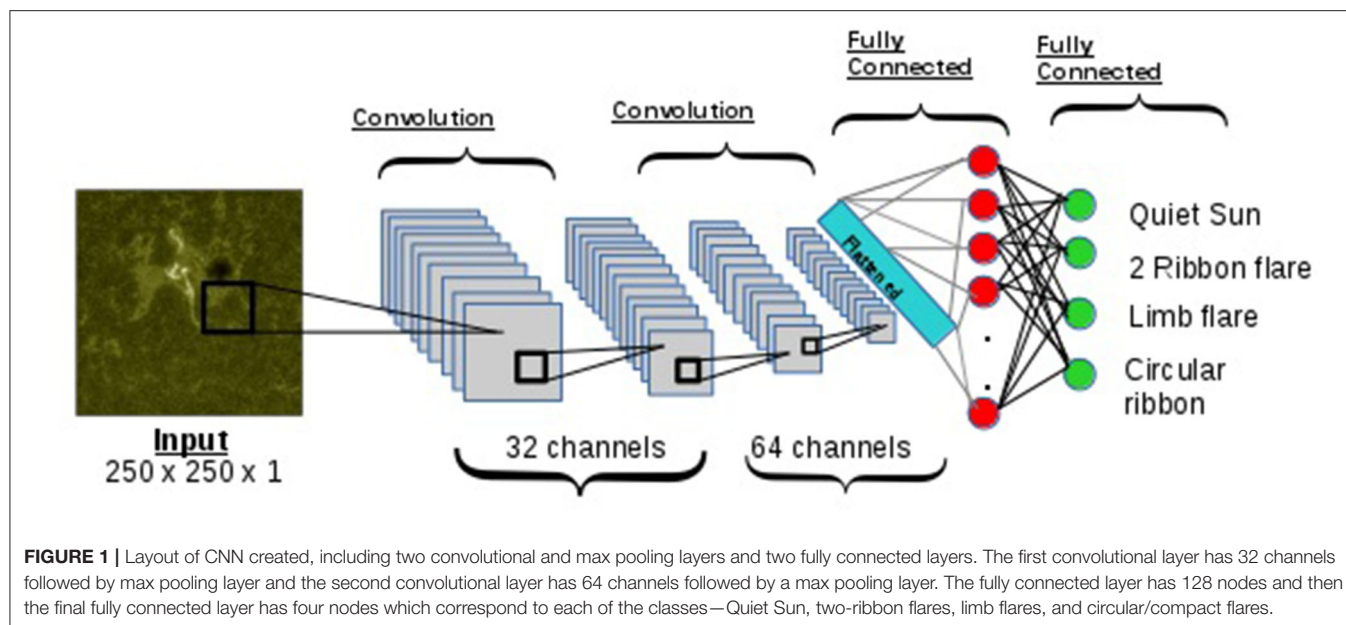 Fully
Connected
Fully
Connected
Convolution
Convolution
Flattened
Quiet Sun
2 Ribbon flare
Limb flare
Circular
ribbon
Input
250 x 250 x 1
32 channels
64 channels
FIGURE 1 | Layout of CNN created, including two convolutional and max pooling layers and two fully connected layers. The first convolutional layer has 32 channels
followed by max pooling layer and the second convolutional layer has 64 channels followed by a max pooling layer. The fully connected layer has 128 nodes and then
the final fully connected layer has four nodes which correspond to each of the classes—Quiet Sun, two-ribbon flares, limb flares, and circular/compact flares.